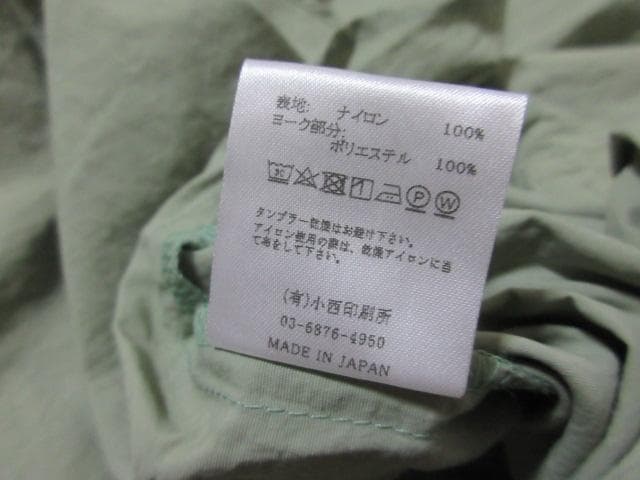 表地: ナイロン 100%
ヨーク部分:
ポリエステル 100%
タンブラー乾燥はお避け下さい。
アイロン使用の際は、乾燥アイロンに当
て布をして下さい。
(有)小西印刷所
03-6876-4950
MADE IN JAPAN